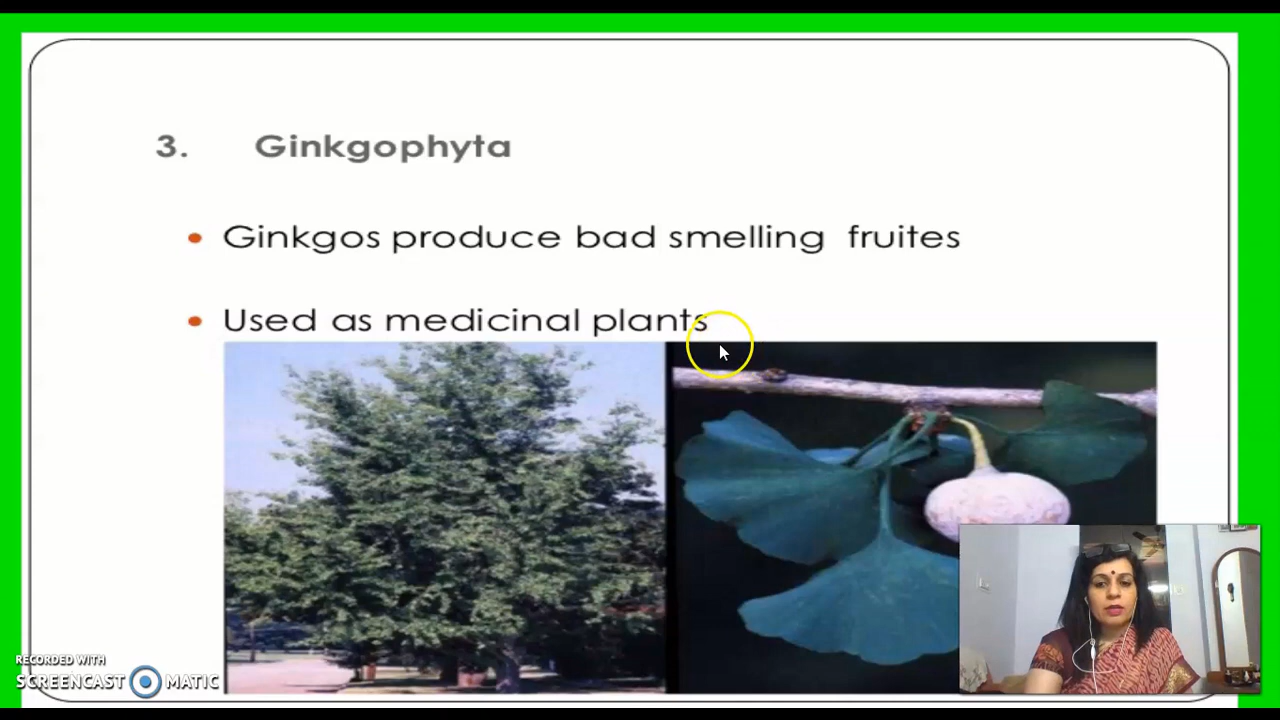 3. Ginkgophyta
• Ginkgos produce bad smelling fruites
• Used as medicinal plants
RECORDED WITH
SCREENCAST MATIC